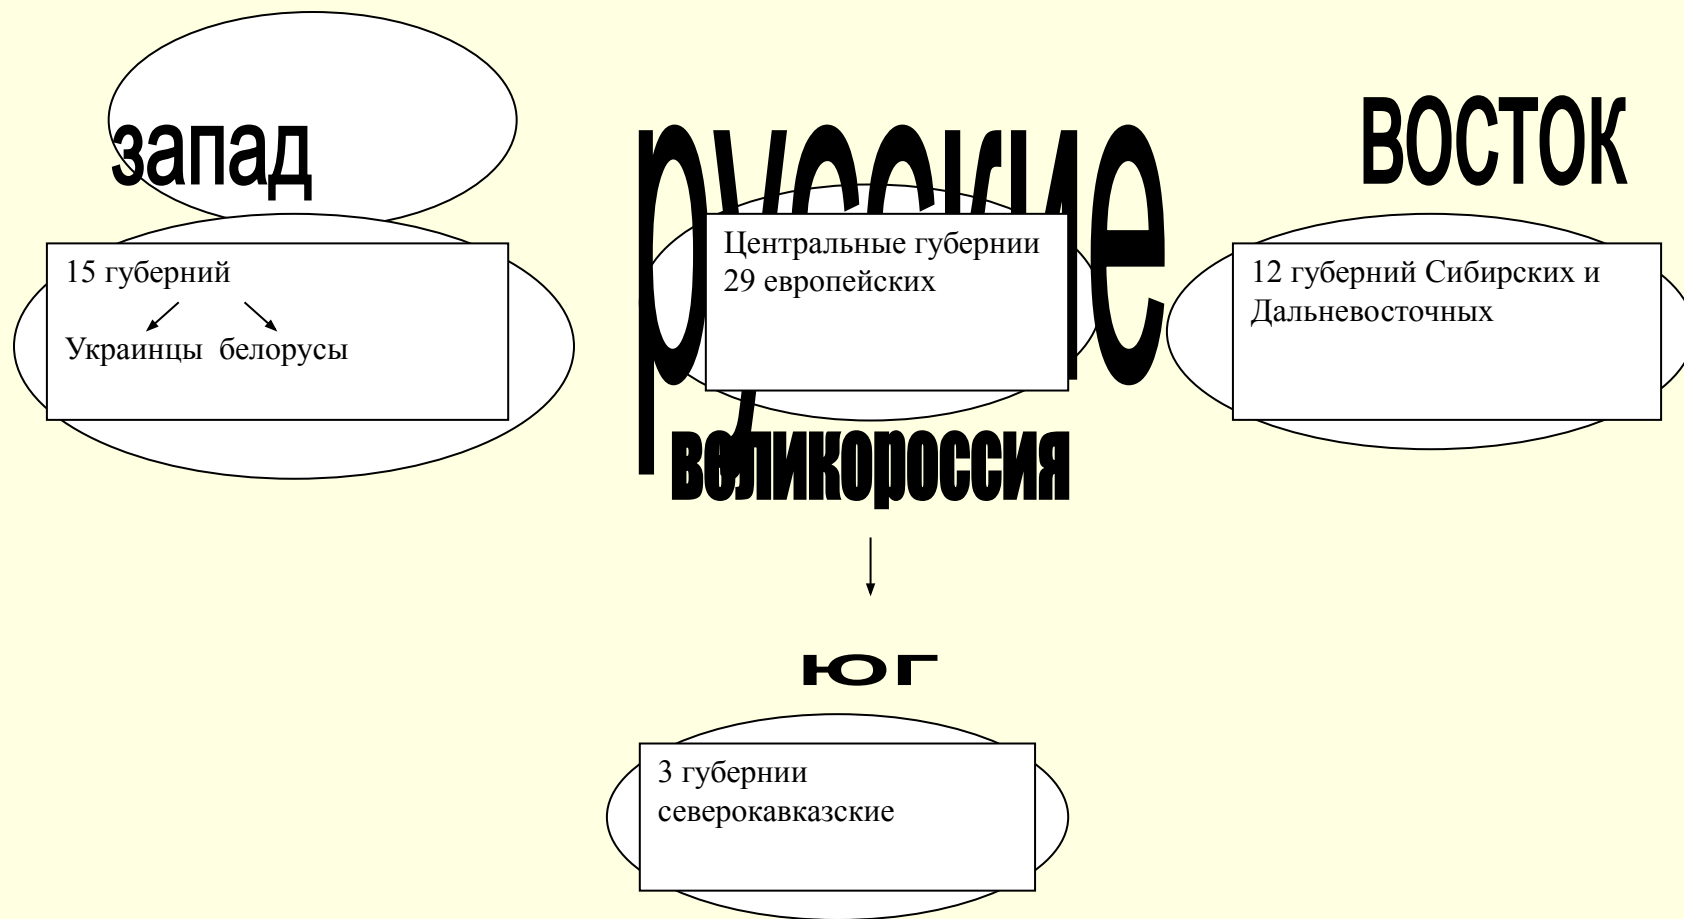 запад
15 губерний
Украинцы белорусы
русские
Центральные губернии
29 европейских
великороссия
ВОСТОК
12 губерний Сибирских и
Дальневосточных
юг
3 губернии
северокавказские